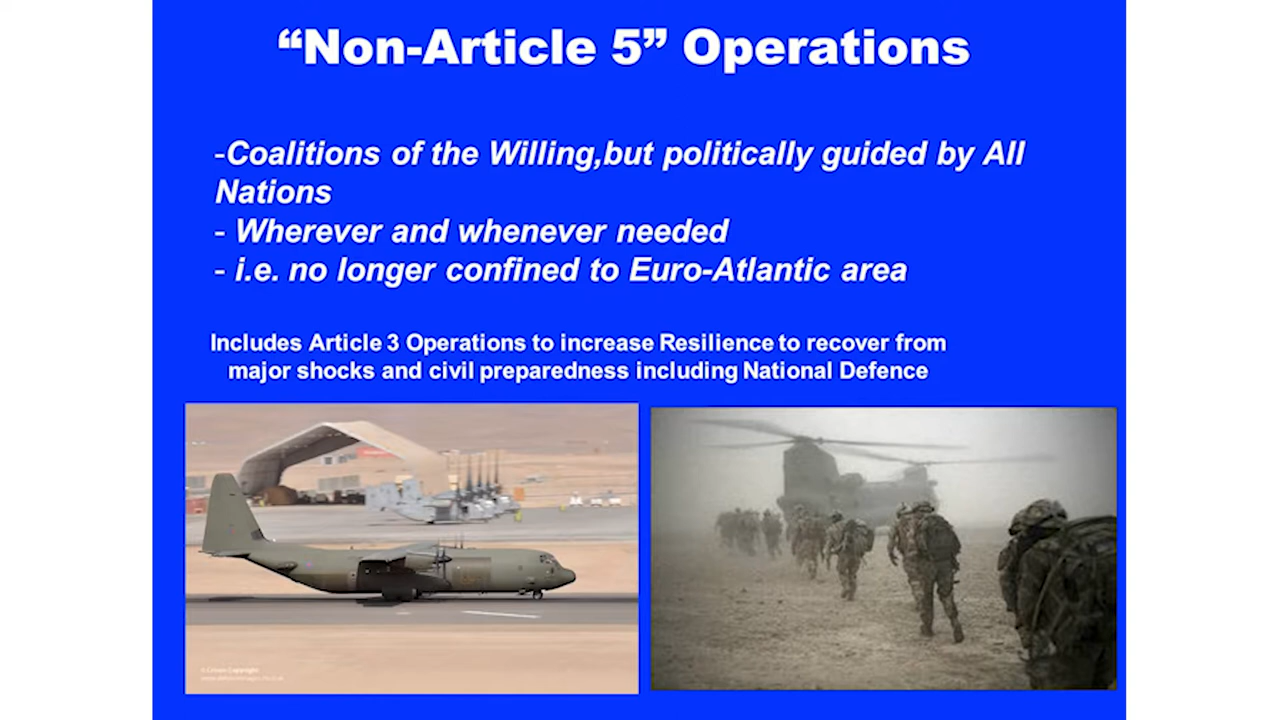 “Non-Article 5” Operations
-Coalitions of the Willing,but politically guided by All
Nations
- Wherever and whenever needed
- i.e. no longer confined to Euro-Atlantic area
Includes Article 3 Operations to increase Resilience to recover from
major shocks and civil preparedness including National Defence
© Crown Copyright